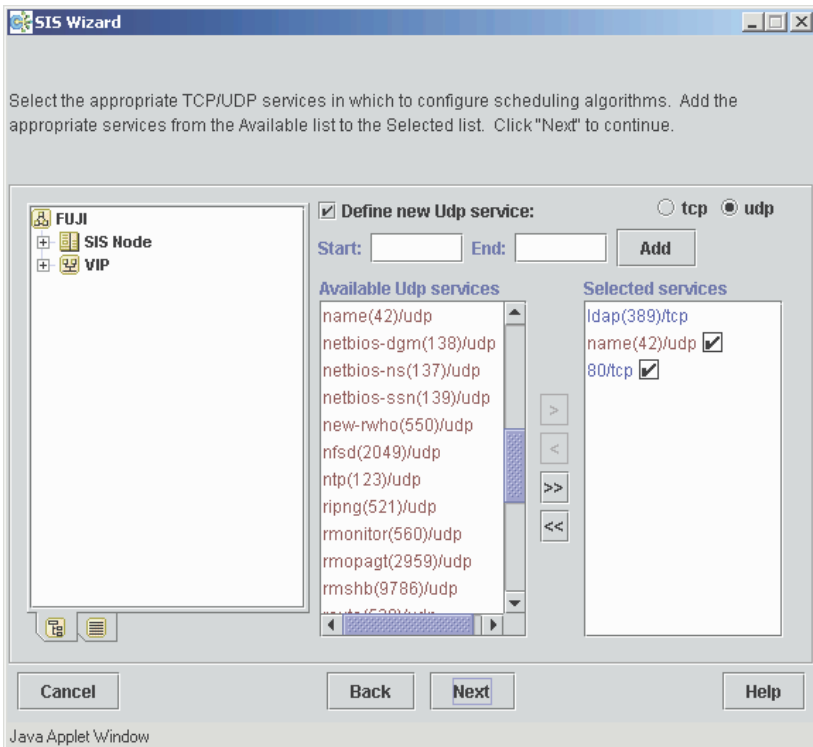 SIS Wizard
Select the appropriate TCP/UDP services in which to configure scheduling algorithms. Add the
appropriate services from the Available list to the Selected list. Click "Next" to continue.
FUJI
SIS Node
VIP
Define new Udp service:
tcp
udp
Start:
End:
Add
Available Udp services
name(42)/udp
netbios-dgm(138)/udp
netbios-ns(137)/udp
netbios-ssn(139)/udp
new-rwho(550)/udp
nfsd(2049)/udp
ntp(123)/udp
ripng(521)/udp
rmonitor(560)/udp
rmopagt(2959)/udp
rmshb(9786)/udp
>
<
>>
<<
Selected services
ldap(389)/tcp
name(42)/udp
80/tcp
Cancel
Back
Next
Help
Java Applet Window